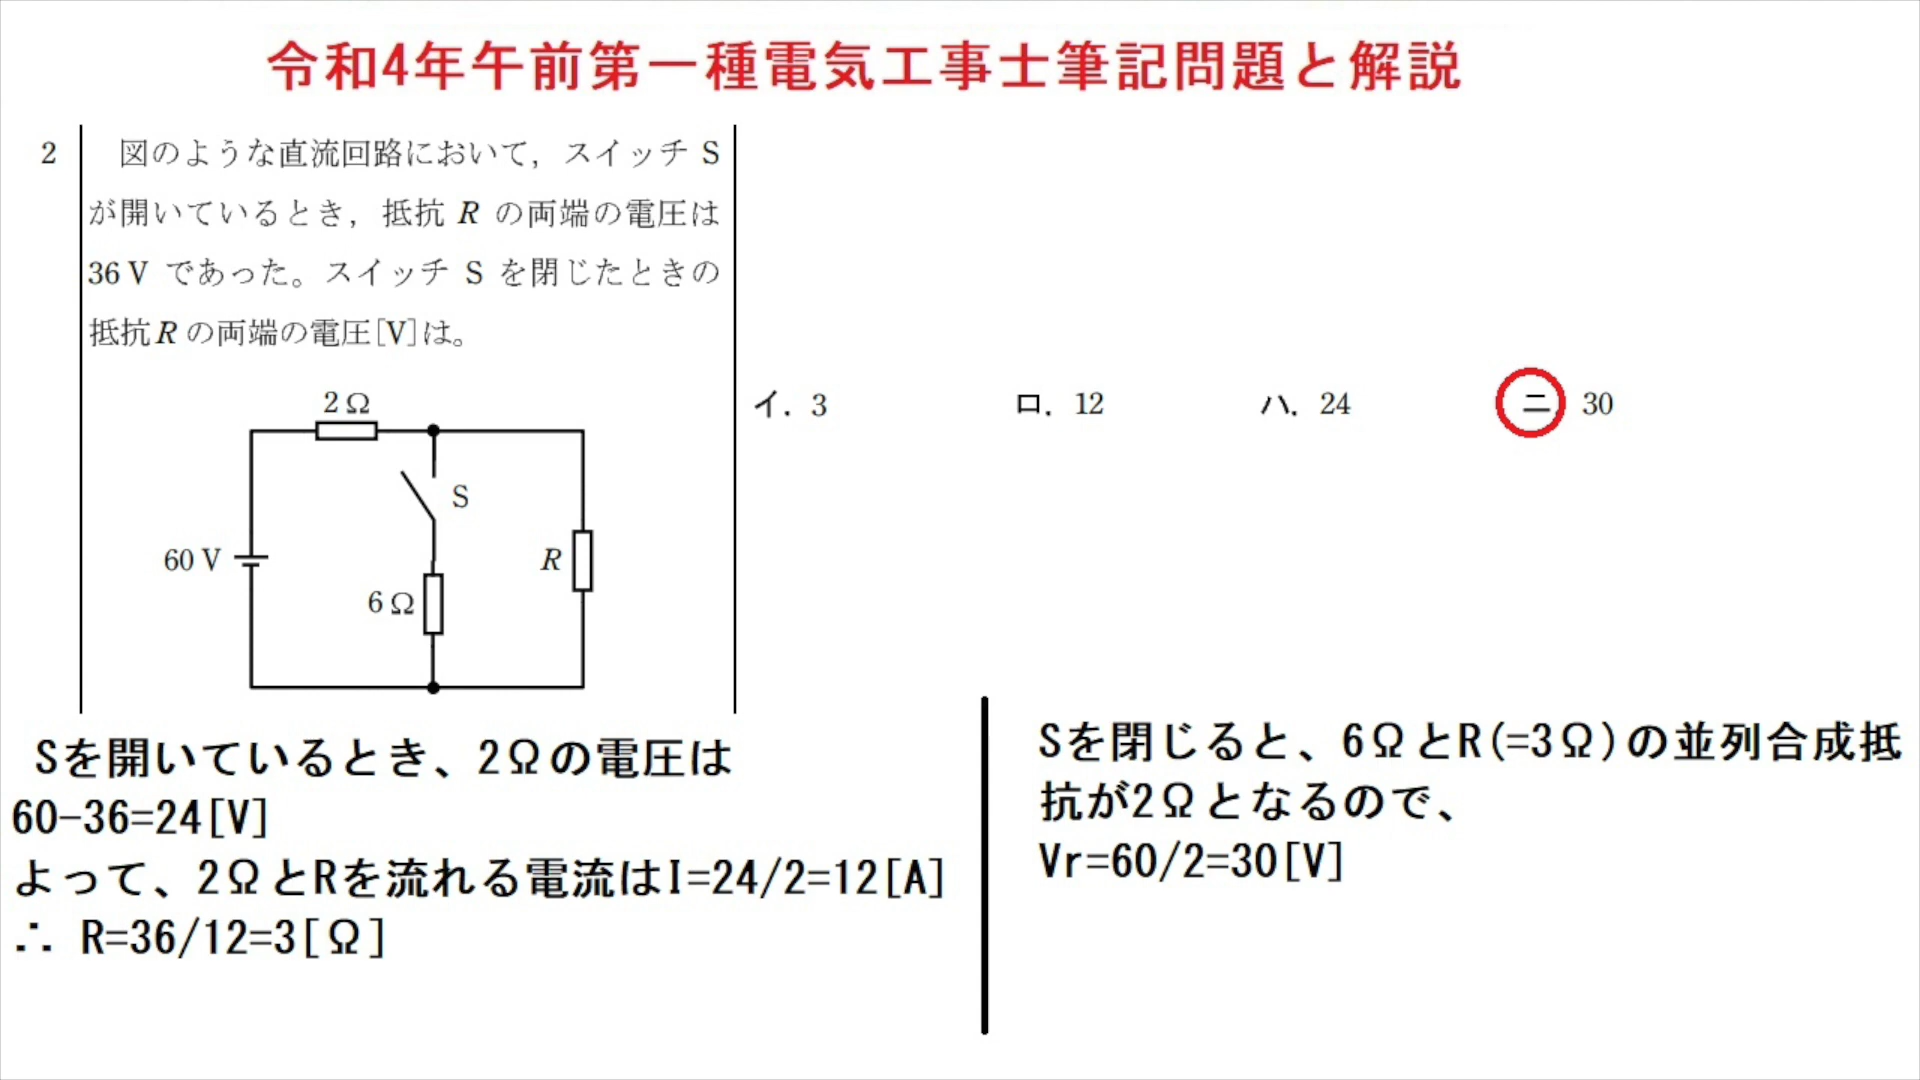 令和4年午前第一種電気工事士筆記問題と解説
2 図のような直流回路において，スイッチ S
が開いているとき，抵抗 R の両端の電圧は
36 V であった。スイッチ S を閉じたときの
抵抗 R の両端の電圧[V]は。
イ．3 ロ．12 ハ．24 ニ 30
2 Ω
S
60 V
R
6 Ω
Sを開いているとき、2Ωの電圧は
60-36=24[V]
よって、2ΩとRを流れる電流はI=24/2=12[A]
∴ R=36/12=3[Ω]
Sを閉じると、6ΩとR(=3Ω)の並列合成抵
抗が2Ωとなるので、
Vr=60/2=30[V]